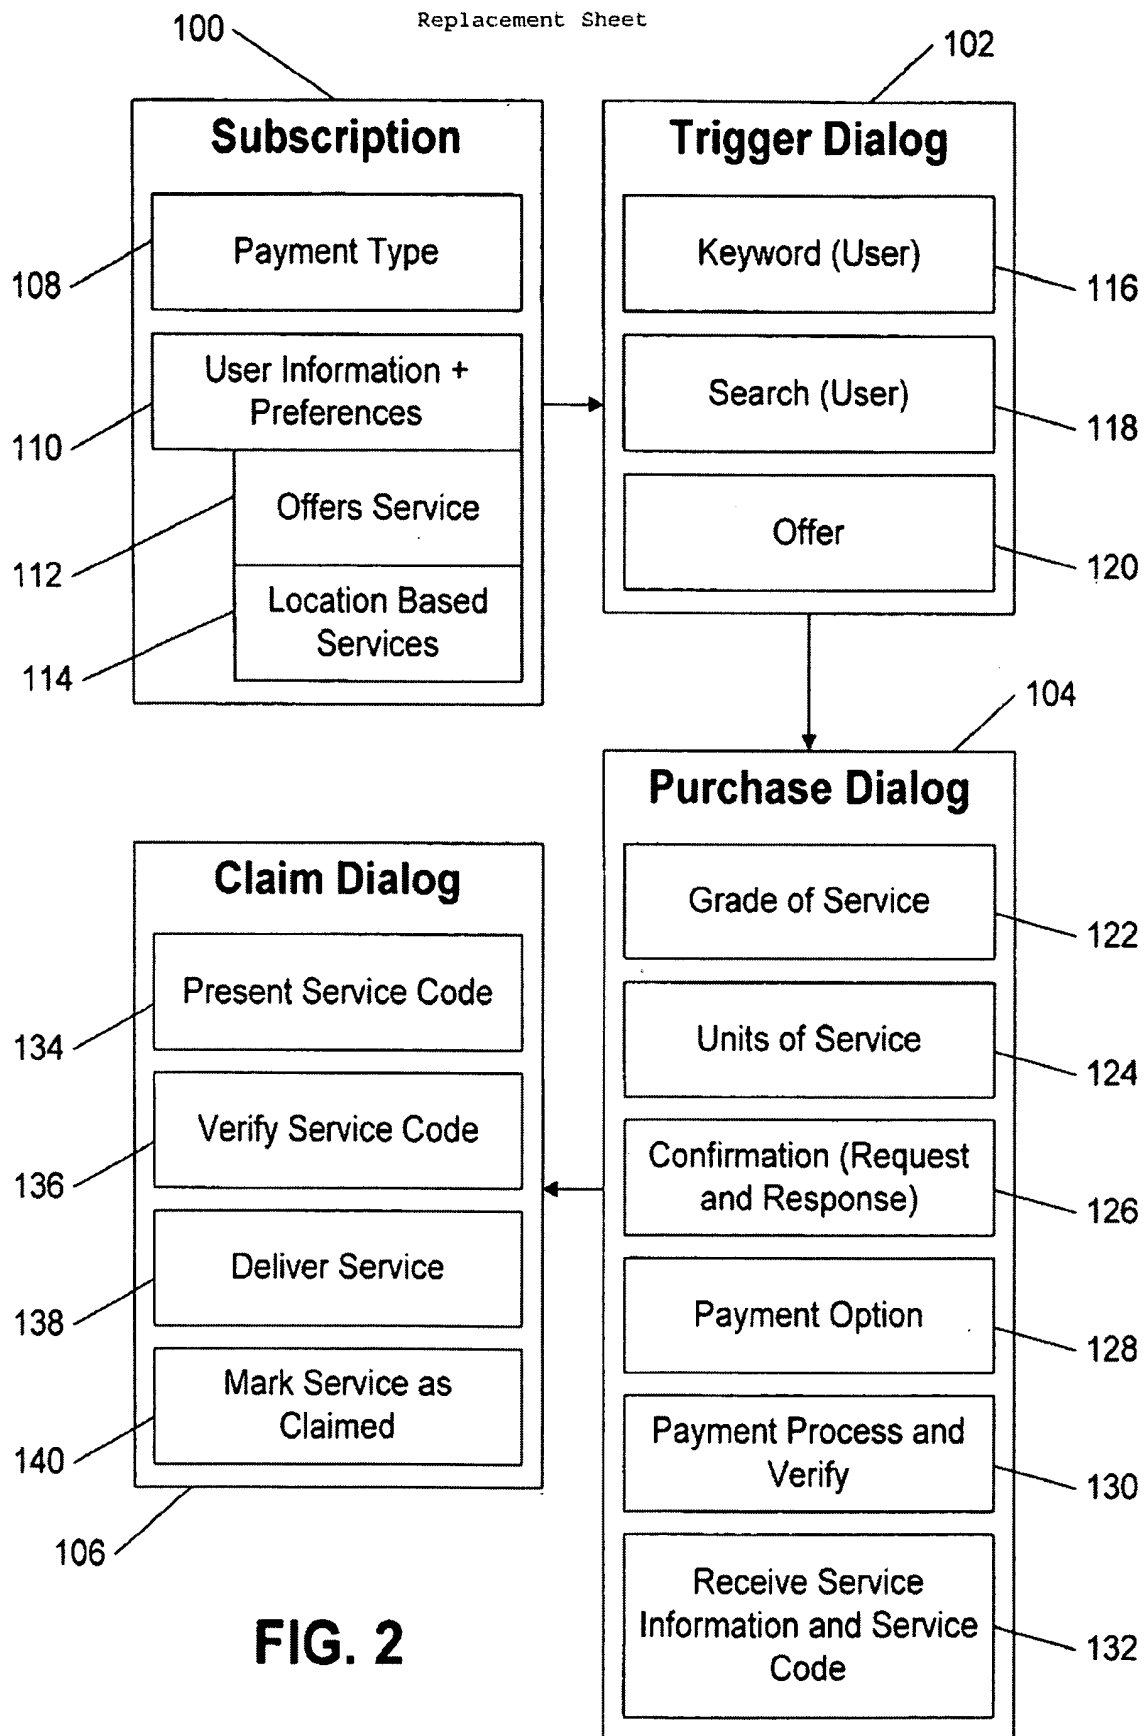 Replacement Sheet
100
102
Subscription
Payment Type
108
User Information +
Preferences
110
Offers Service
112
Location Based
Services
114
Trigger Dialog
Keyword (User)
116
Search (User)
118
Offer
120
104
Purchase Dialog
Grade of Service
122
Units of Service
124
Confirmation (Request
and Response)
126
Payment Option
128
Payment Process and
Verify
130
Receive Service
Information and Service
Code
132
Claim Dialog
Present Service Code
134
Verify Service Code
136
Deliver Service
138
Mark Service as
Claimed
140
106
FIG. 2